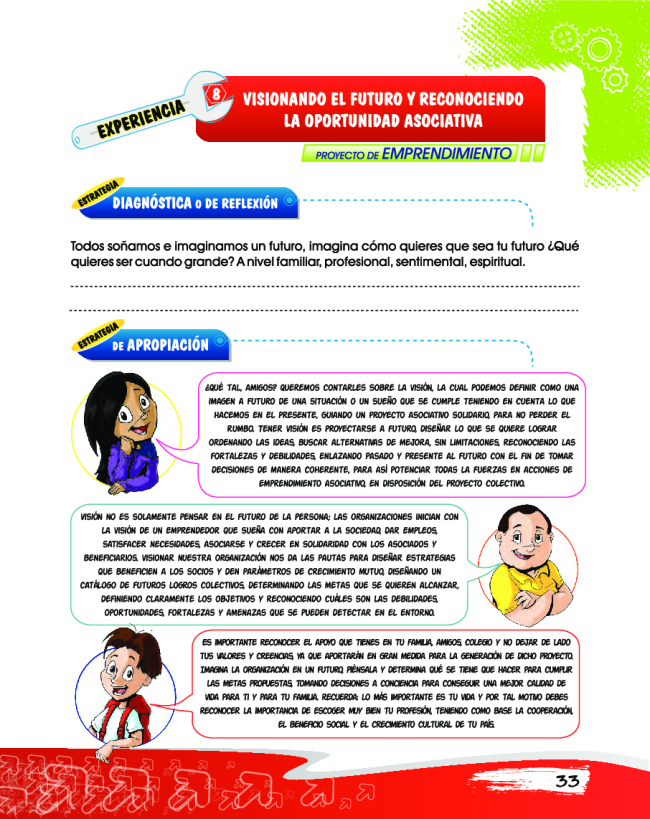 EXPERIENCIA
8
VISIONANDO EL FUTURO Y RECONOCIENDO
LA OPORTUNIDAD ASOCIATIVA
PROYECTO DE EMPRENDIMIENTO
ESTRATEGIA
DIAGNÓSTICA O DE REFLEXIÓN
Todos soñamos e imaginamos un futuro, imagina cómo quieres que sea tu futuro ¿Qué
quieres ser cuando grande? A nivel familiar, profesional, sentimental, espiritual.
ESTRATEGIA
DE APROPIACIÓN
¿QUÉ TAL, AMIGOS? QUEREMOS CONTARLES SOBRE LA VISIÓN, LA CUAL PODEMOS DEFINIR COMO UNA
IMAGEN A FUTURO DE UNA SITUACIÓN O UN SUEÑO QUE SE CUMPLE TENIENDO EN CUENTA LO QUE
HACEMOS EN EL PRESENTE, GUIANDO UN PROYECTO ASOCIATIVO SOLIDARIO, PARA NO PERDER EL
RUMBO. TENER VISIÓN ES PROYECTARSE A FUTURO, DISEÑAR LO QUE SE QUIERE LOGRAR
ORDENANDO LAS IDEAS, BUSCAR ALTERNATIVAS DE MEJORA, SIN LIMITACIONES, RECONOCIENDO LAS
FORTALEZAS Y DEBILIDADES, ENLAZANDO PASADO Y PRESENTE AL FUTURO CON EL FIN DE TOMAR
DECISIONES DE MANERA COHERENTE, PARA ASÍ POTENCIAR TODAS LA FUERZAS EN ACCIONES DE
EMPRENDIMIENTO ASOCIATIVO, EN DISPOSICIÓN DEL PROYECTO COLECTIVO.
VISIÓN NO ES SOLAMENTE PENSAR EN EL FUTURO DE LA PERSONA; LAS ORGANIZACIONES INICIAN CON
LA VISIÓN DE UN EMPRENDEDOR QUE SUEÑA CON APORTAR A LA SOCIEDAD, DAR EMPLEOS,
SATISFACER NECESIDADES, ASOCIARSE Y CRECER EN SOLIDARIDAD CON LOS ASOCIADOS Y
BENEFICIARIOS. VISIONAR NUESTRA ORGANIZACIÓN NOS DA LAS PAUTAS PARA DISEÑAR ESTRATEGIAS
QUE BENEFICIEN A LOS SOCIOS Y DEN PARÁMETROS DE CRECIMIENTO MUTUO, DISEÑANDO UN
CATÁLOGO DE FUTUROS LOGROS COLECTIVOS, DETERMINANDO LAS METAS QUE SE QUIEREN ALCANZAR,
DEFINIENDO CLARAMENTE LOS OBJETIVOS Y RECONOCIENDO CUÁLES SON LAS DEBILIDADES,
OPORTUNIDADES, FORTALEZAS Y AMENAZAS QUE SE PUEDEN DETECTAR EN EL ENTORNO.
ES IMPORTANTE RECONOCER EL APOYO QUE TIENES EN TU FAMILIA, AMIGOS, COLEGIO Y NO DEJAR DE LADO
TUS VALORES Y CREENCIAS, YA QUE APORTARÁN EN GRAN MEDIDA PARA LA GENERACIÓN DE DICHO PROYECTO.
IMAGINA LA ORGANIZACIÓN EN UN FUTURO, PIÉNSALA Y DETERMINA QUÉ SE TIENE QUE HACER PARA CUMPLIR
LAS METAS PROPUESTAS, TOMANDO DECISIONES A CONCIENCIA PARA CONSEGUIR UNA MEJOR CALIDAD DE
VIDA PARA TI Y PARA TU FAMILIA. RECUERDA: LO MÁS IMPORTANTE ES TU VIDA Y POR TAL MOTIVO DEBES
RECONOCER LA IMPORTANCIA DE ESCOGER MUY BIEN TU PROFESIÓN, TENIENDO COMO BASE LA COOPERACIÓN,
EL BENEFICIO SOCIAL Y EL CRECIMIENTO CULTURAL DE TU PAÍS.
33